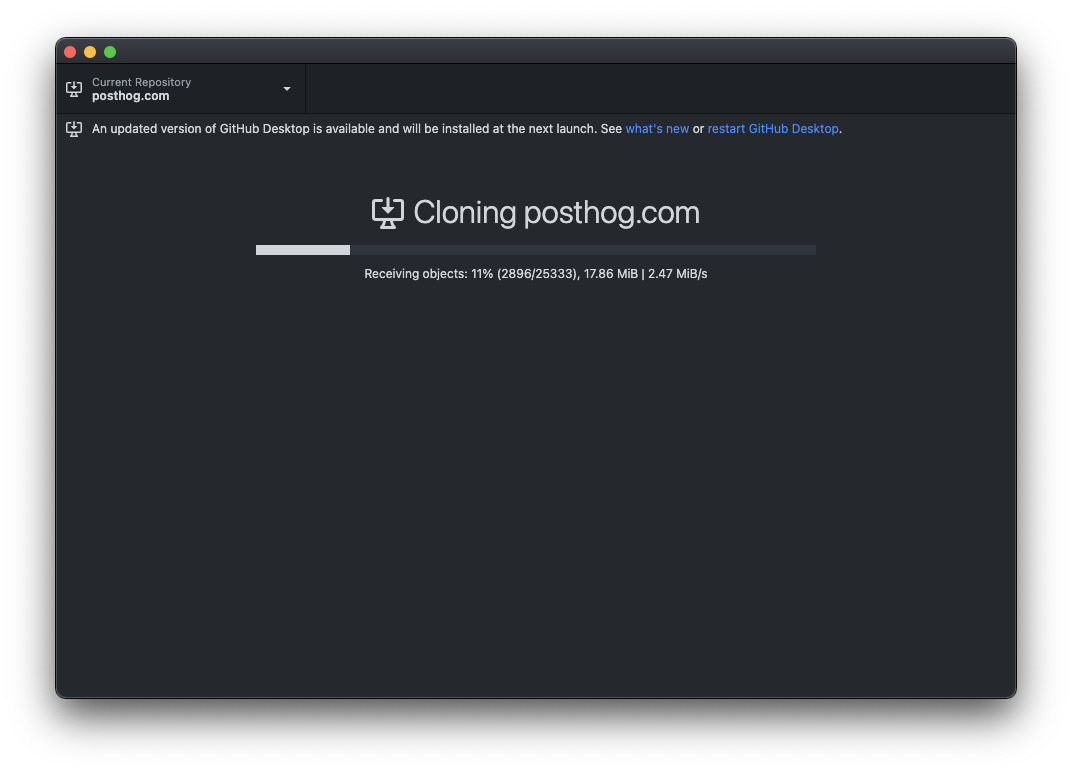 Current Repository
posthog.com
An updated version of GitHub Desktop is available and will be installed at the next launch. See what's new or restart GitHub Desktop.
Cloning posthog.com
Receiving objects: 11% (2896/25333), 17.86 MiB | 2.47 MiB/s